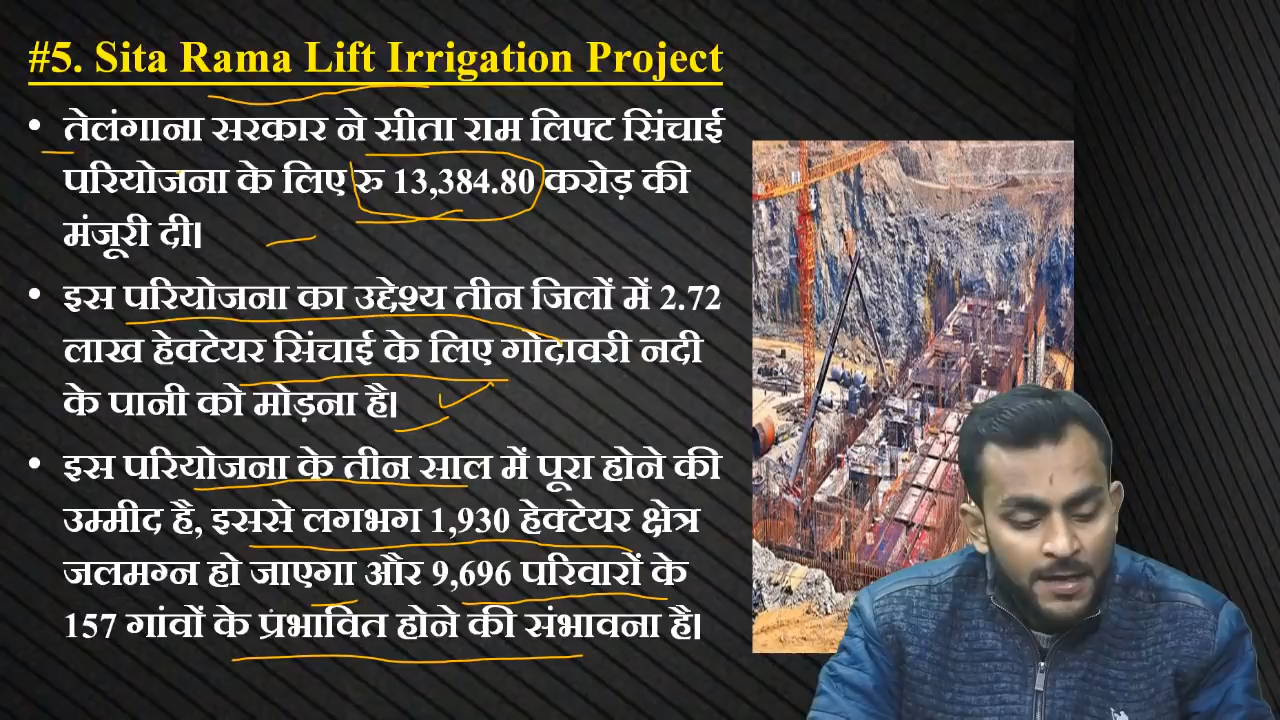 #5. Sita Rama Lift Irrigation Project
• तेलंगाना सरकार ने सीता राम लिफ्ट सिंचाई
परियोजना के लिए रु 13,384.80 करोड़ की
मंजूरी दी।
• इस परियोजना का उद्देश्य तीन जिलों में 2.72
लाख हेक्टेयर सिंचाई के लिए गोदावरी नदी
के पानी को मोड़ना है।
• इस परियोजना के तीन साल में पूरा होने की
उम्मीद है, इससे लगभग 1,930 हेक्टेयर क्षेत्र
जलमग्न हो जाएगा और 9,696 परिवारों के
157 गांवों के प्रंभावित होने की संभावना है।